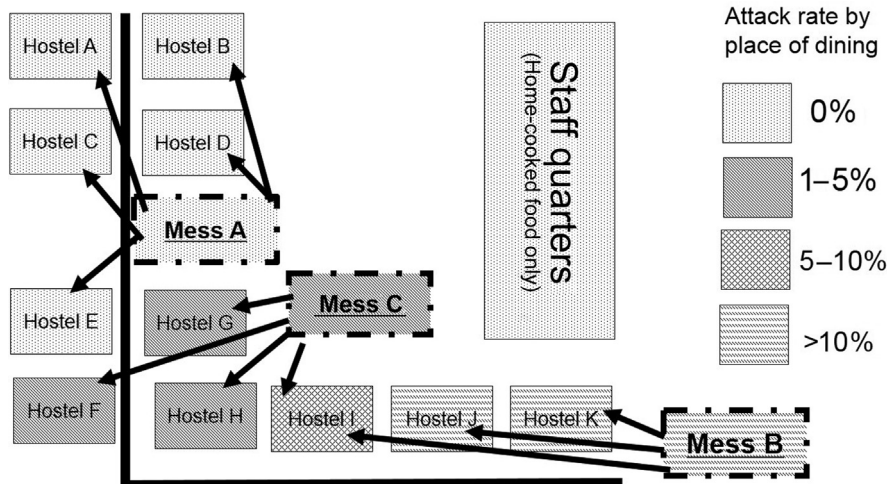 Hostel A
Hostel B
Attack rate by
place of dining
Staff quarters
(Home-cooked food only)
0%
Hostel C
Hostel D
1–5%
Mess A
5–10%
Mess C
Hostel E
Hostel G
>10%
Hostel F
Hostel H
Hostel I
Hostel J
Hostel K
Mess B